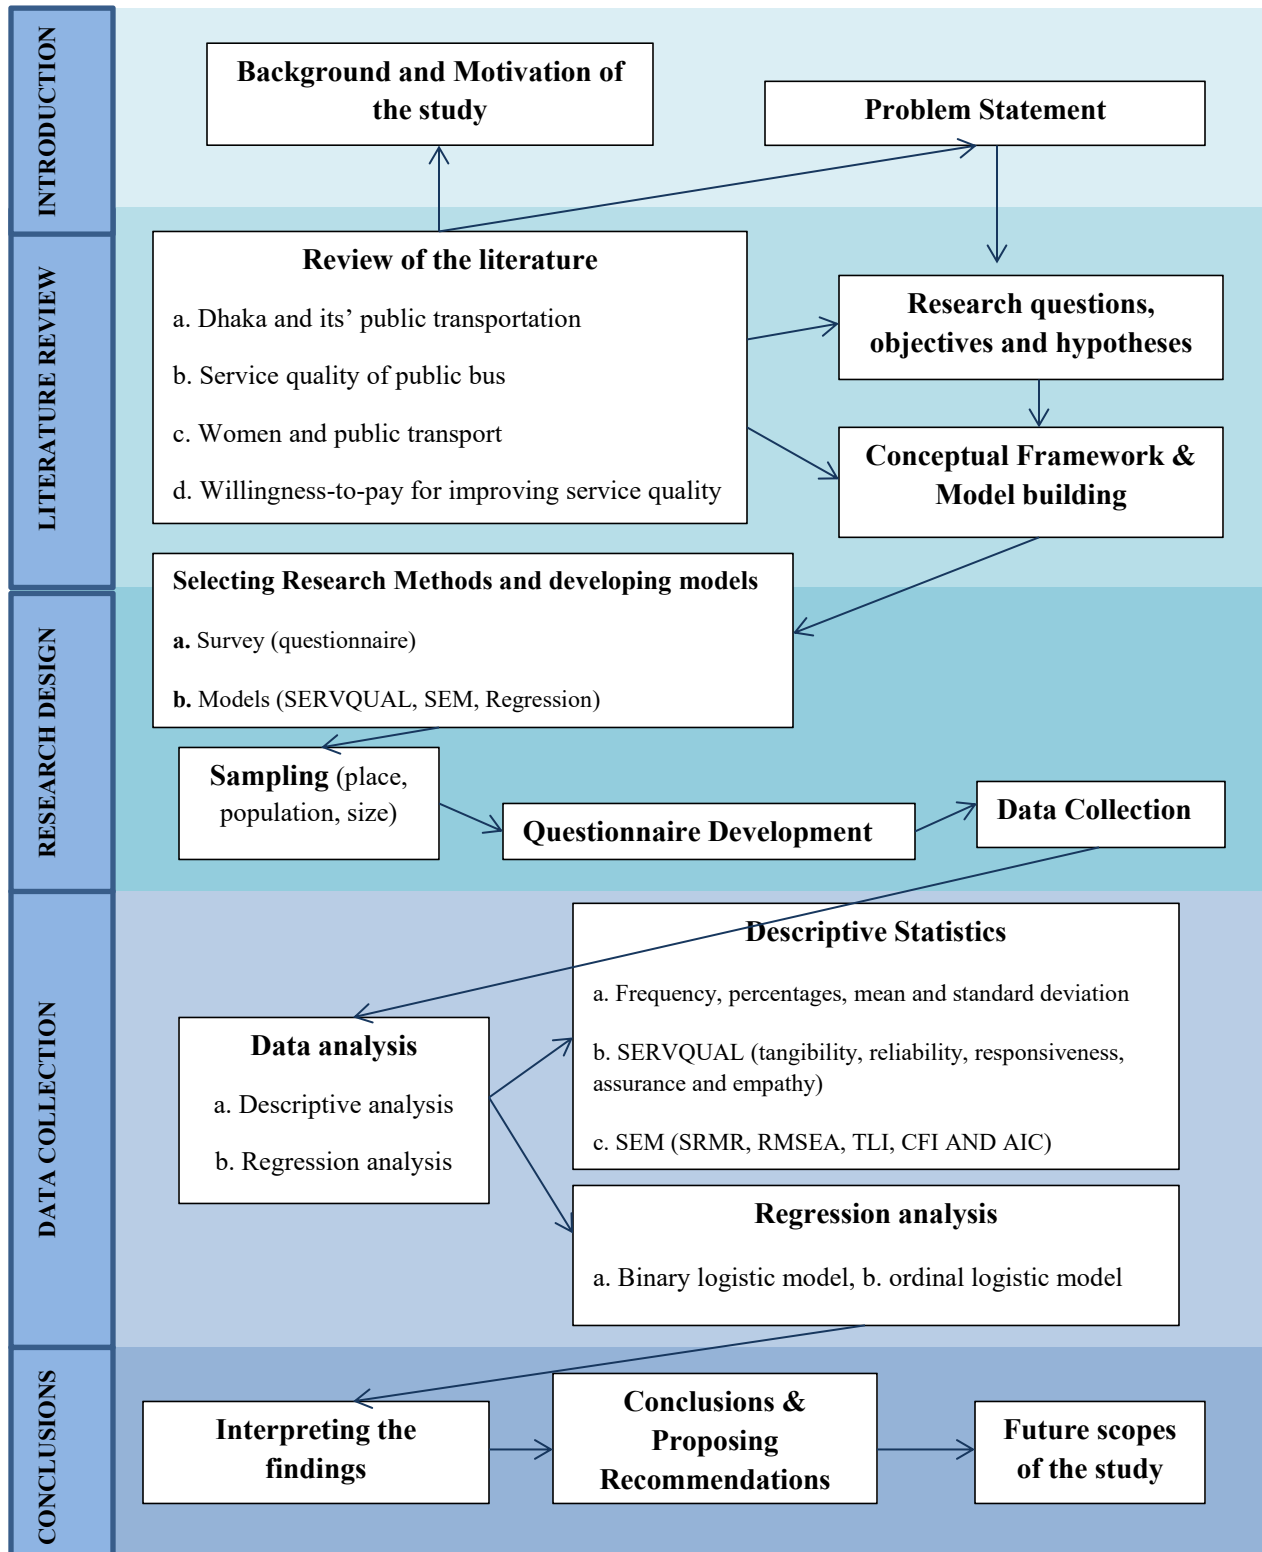 INTRODUCTION
Background and Motivation of
the study
Problem Statement
LITERATURE REVIEW
Review of the literature
a. Dhaka and its’ public transportation
b. Service quality of public bus
c. Women and public transport
d. Willingness-to-pay for improving service quality
Research questions,
objectives and hypotheses
Conceptual Framework &
Model building
RESEARCH DESIGN
Selecting Research Methods and developing models
a. Survey (questionnaire)
b. Models (SERVQUAL, SEM, Regression)
Sampling (place,
population, size)
Questionnaire Development
Data Collection
DATA COLLECTION
Data analysis
a. Descriptive analysis
b. Regression analysis
Descriptive Statistics
a. Frequency, percentages, mean and standard deviation
b. SERVQUAL (tangibility, reliability, responsiveness,
assurance and empathy)
c. SEM (SRMR, RMSEA, TLI, CFI AND AIC)
Regression analysis
a. Binary logistic model, b. ordinal logistic model
CONCLUSIONS
Interpreting the
findings
Conclusions &
Proposing
Recommendations
Future scopes
of the study